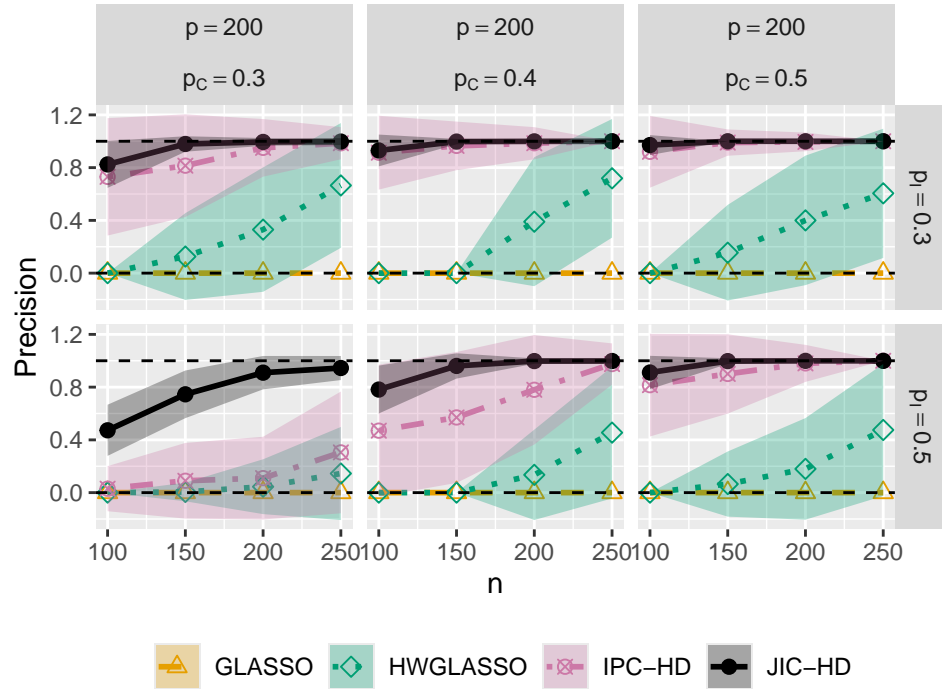 p = 200
p = 200
p = 200
p_C = 0.3
p_C = 0.4
p_C = 0.5
1.2
0.8
0.4
0.0
p_I = 0.3
Precision
1.2
0.8
0.4
0.0
p_I = 0.5
100 150 200 250
100 150 200 250
100 150 200 250
n
GLASSO HWGLASSO IPC−HD JIC−HD